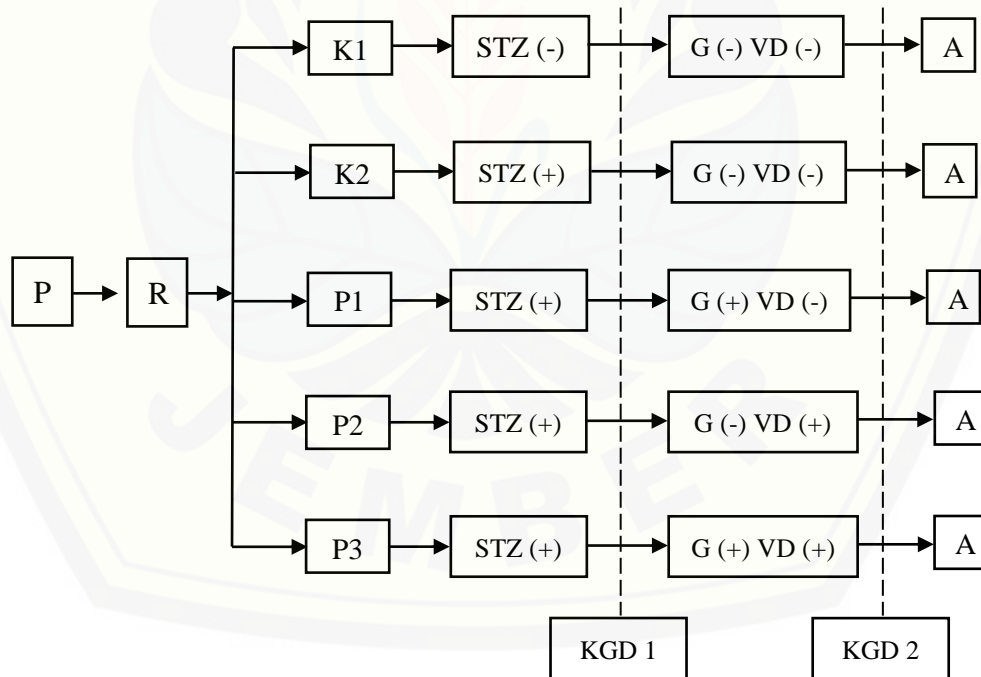 K1 STZ (-) G (-) VD (-) A
K2 STZ (+) G (-) VD (-) A
P R P1 STZ (+) G (+) VD (-) A
P2 STZ (+) G (-) VD (+) A
P3 STZ (+) G (+) VD (+) A
KGD 1 KGD 2
JEMBER